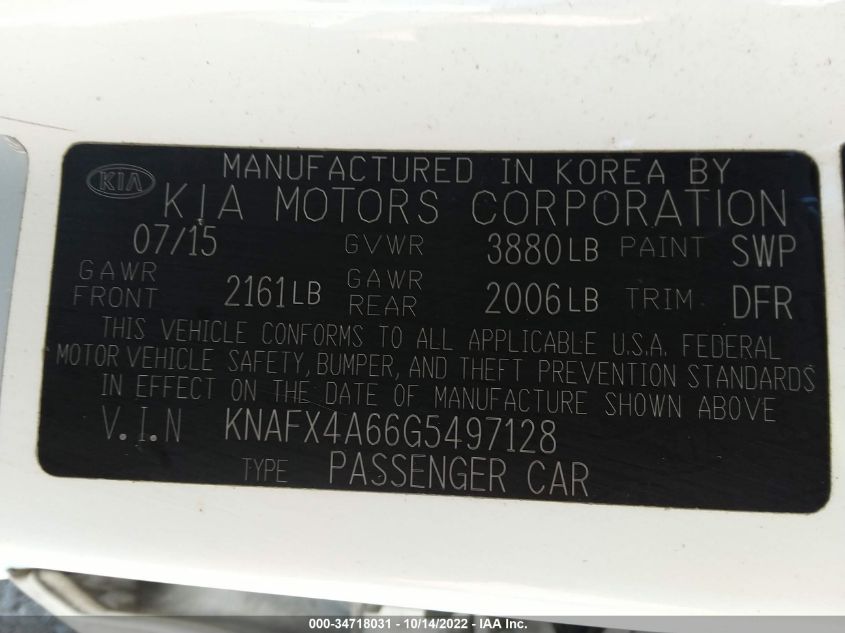 KIA
MANUFACTURED IN KOREA BY
KIA MOTORS CORPORATION
07/15 GVWR 3880LB PAINT SWP
GAWR FRONT 2161LB GAWR REAR 2006LB TRIM DFR
THIS VEHICLE CONFORMS TO ALL APPLICABLE U.S.A. FEDERAL
MOTOR VEHICLE SAFETY, BUMPER, AND THEFT PREVENTION STANDARDS
IN EFFECT ON THE DATE OF MANUFACTURE SHOWN ABOVE
V.I.N KNAFX4A66G5497128
TYPE PASSENGER CAR
000-34718031 - 10/14/2022 - IAA Inc.